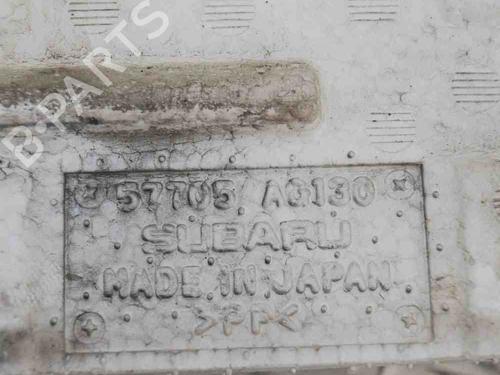 B-PARTS
57705 AG130
SUBARU
MADE IN JAPAN
>PP<